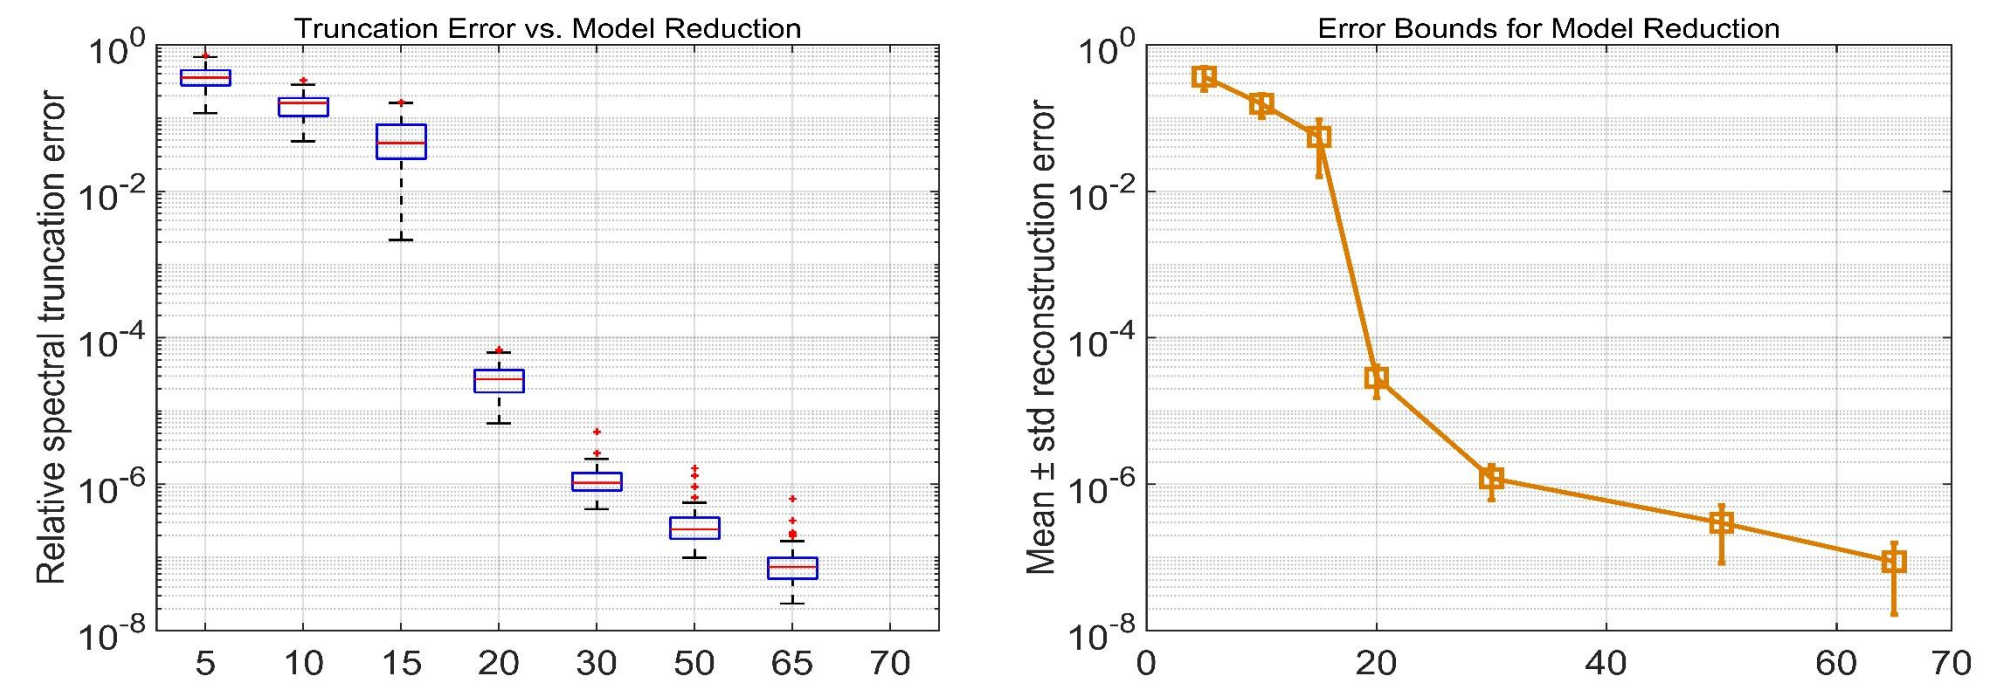 Truncation Error vs. Model Reduction
Relative spectral truncation error
10^0
10^-2
10^-4
10^-6
10^-8
5 10 15 20 30 50 65 70
Error Bounds for Model Reduction
Mean ± std reconstruction error
10^0
10^-2
10^-4
10^-6
10^-8
0 20 40 60 70